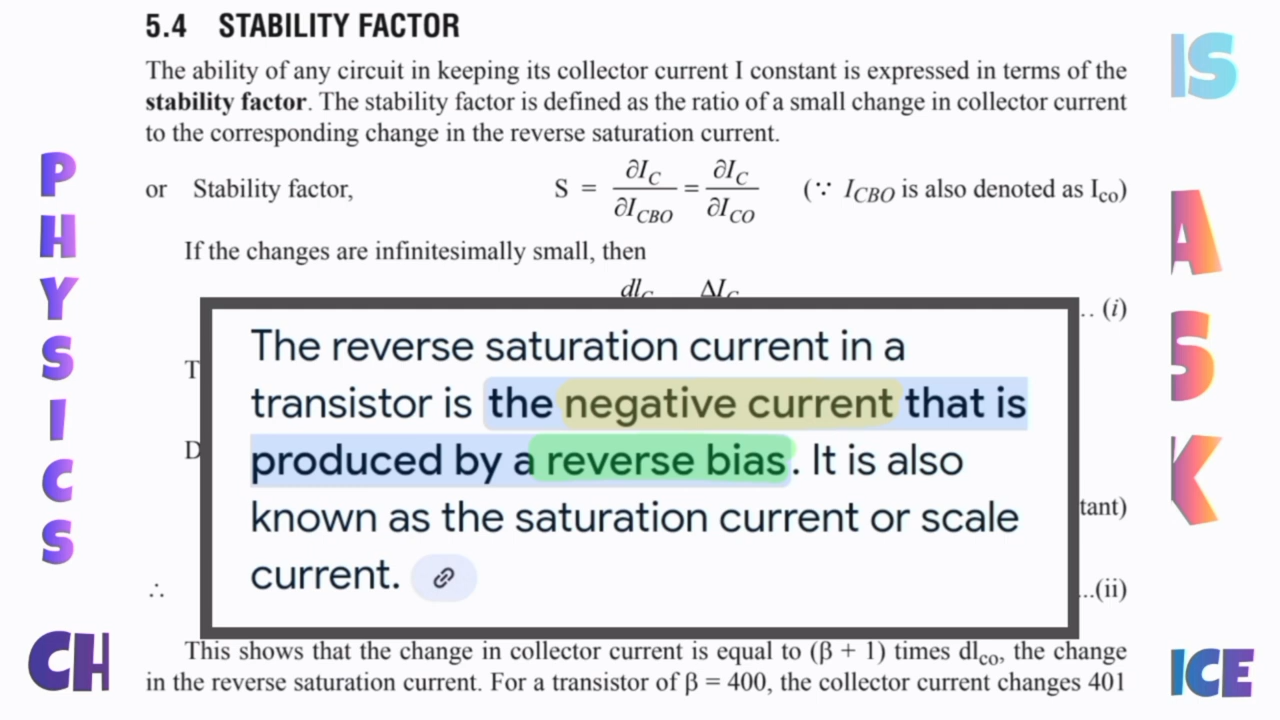 5.4 STABILITY FACTOR
The ability of any circuit in keeping its collector current I constant is expressed in terms of the
stability factor. The stability factor is defined as the ratio of a small change in collector current
to the corresponding change in the reverse saturation current.
or Stability factor, S = ∂I_C/∂I_CBO = ∂I_C/∂I_CO (∵ I_CBO is also denoted as I_co)
If the changes are infinitesimally small, then
dI_C ΔI_C
.. (i)
T
The reverse saturation current in a
transistor is the negative current that is
produced by a reverse bias. It is also
known as the saturation current or scale
current.
D
tant)
∴ ...(ii)
This shows that the change in collector current is equal to (β + 1) times dl_co, the change
in the reverse saturation current. For a transistor of β = 400, the collector current changes 401
PHYSICS
CH
IS
ASK
ICE